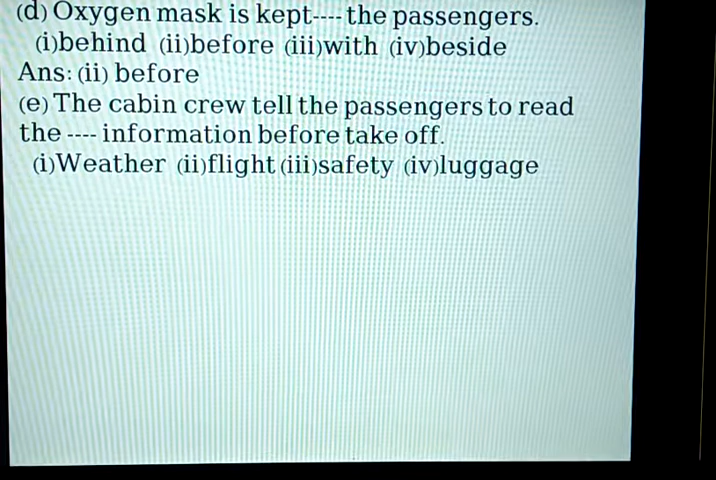 (d) Oxygen mask is kept---- the passengers.
(i)behind (ii)before (iii)with (iv)beside
Ans: (ii) before
(e) The cabin crew tell the passengers to read
the ---- information before take off.
(i)Weather (ii)flight (iii)safety (iv)luggage